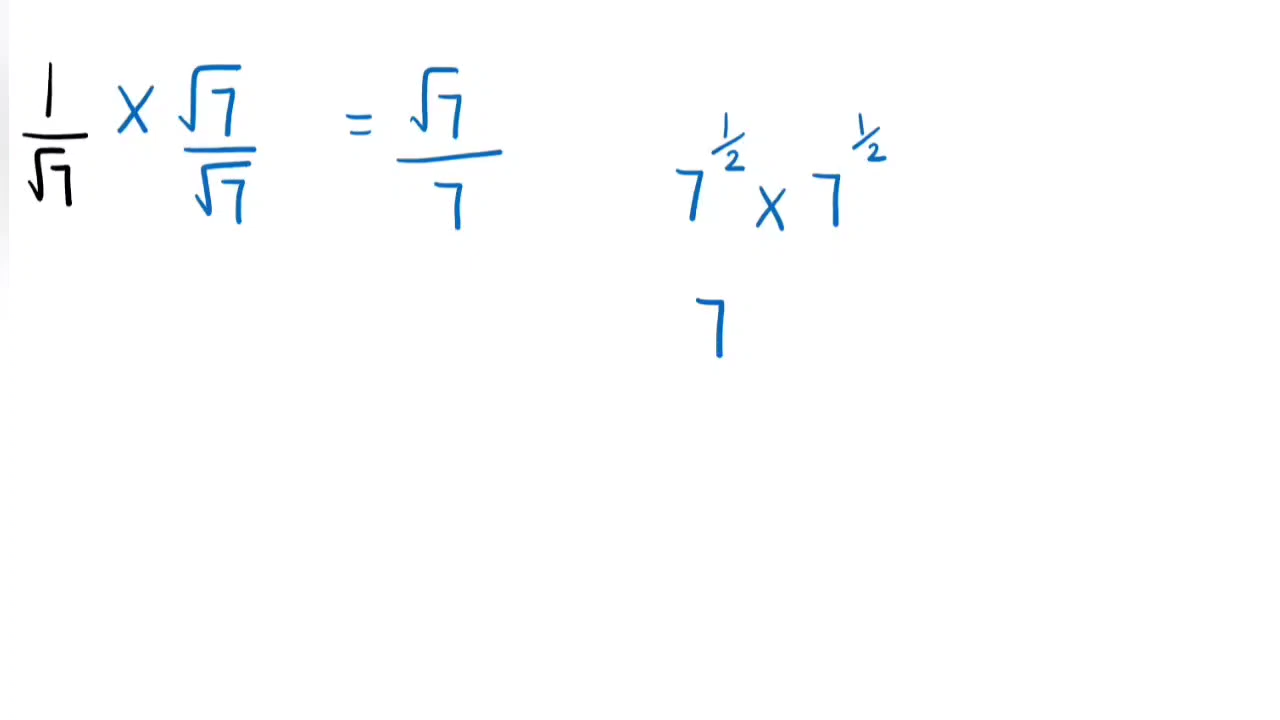 1/√7 × √7/√7 = √7/7
7^½ × 7^½
7